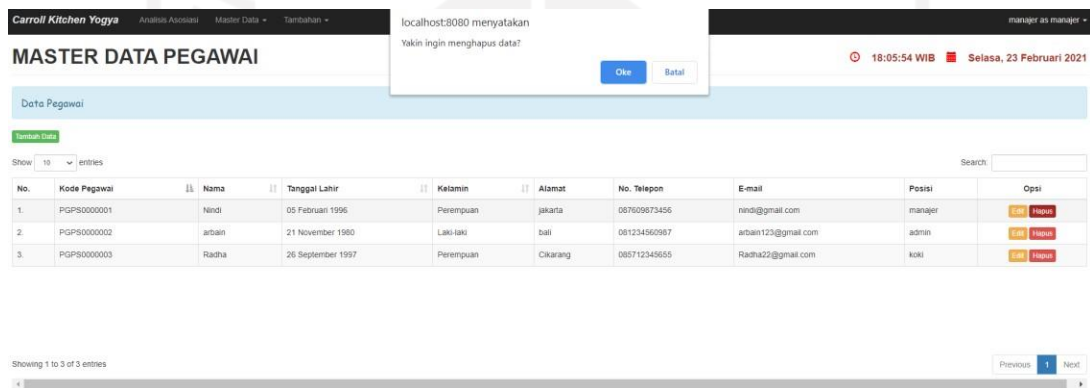 Carroll Kitchen Yogya Analisis Asosiasi Master Data Tambahan manajer as manajer
localhost:8080 menyatakan
Yakin ingin menghapus data?
Oke Batal
MASTER DATA PEGAWAI 18:05:54 WIB Selasa, 23 Februari 2021
Data Pegawai
Tambah Data
Show 10 entries Search:
No. Kode Pegawai Nama Tanggal Lahir Kelamin Alamat No. Telepon E-mail Posisi Opsi
1. PGPS0000001 Nindi 05 Februari 1996 Perempuan jakarta 087609873456 nindi@gmail.com manajer Edit Hapus
2. PGPS0000002 arbain 21 November 1980 Laki-laki bali 081234560987 arbain123@gmail.com admin Edit Hapus
3. PGPS0000003 Radha 26 September 1997 Perempuan Cikarang 085712345655 Radha22@gmail.com koki Edit Hapus
Showing 1 to 3 of 3 entries Previous 1 Next